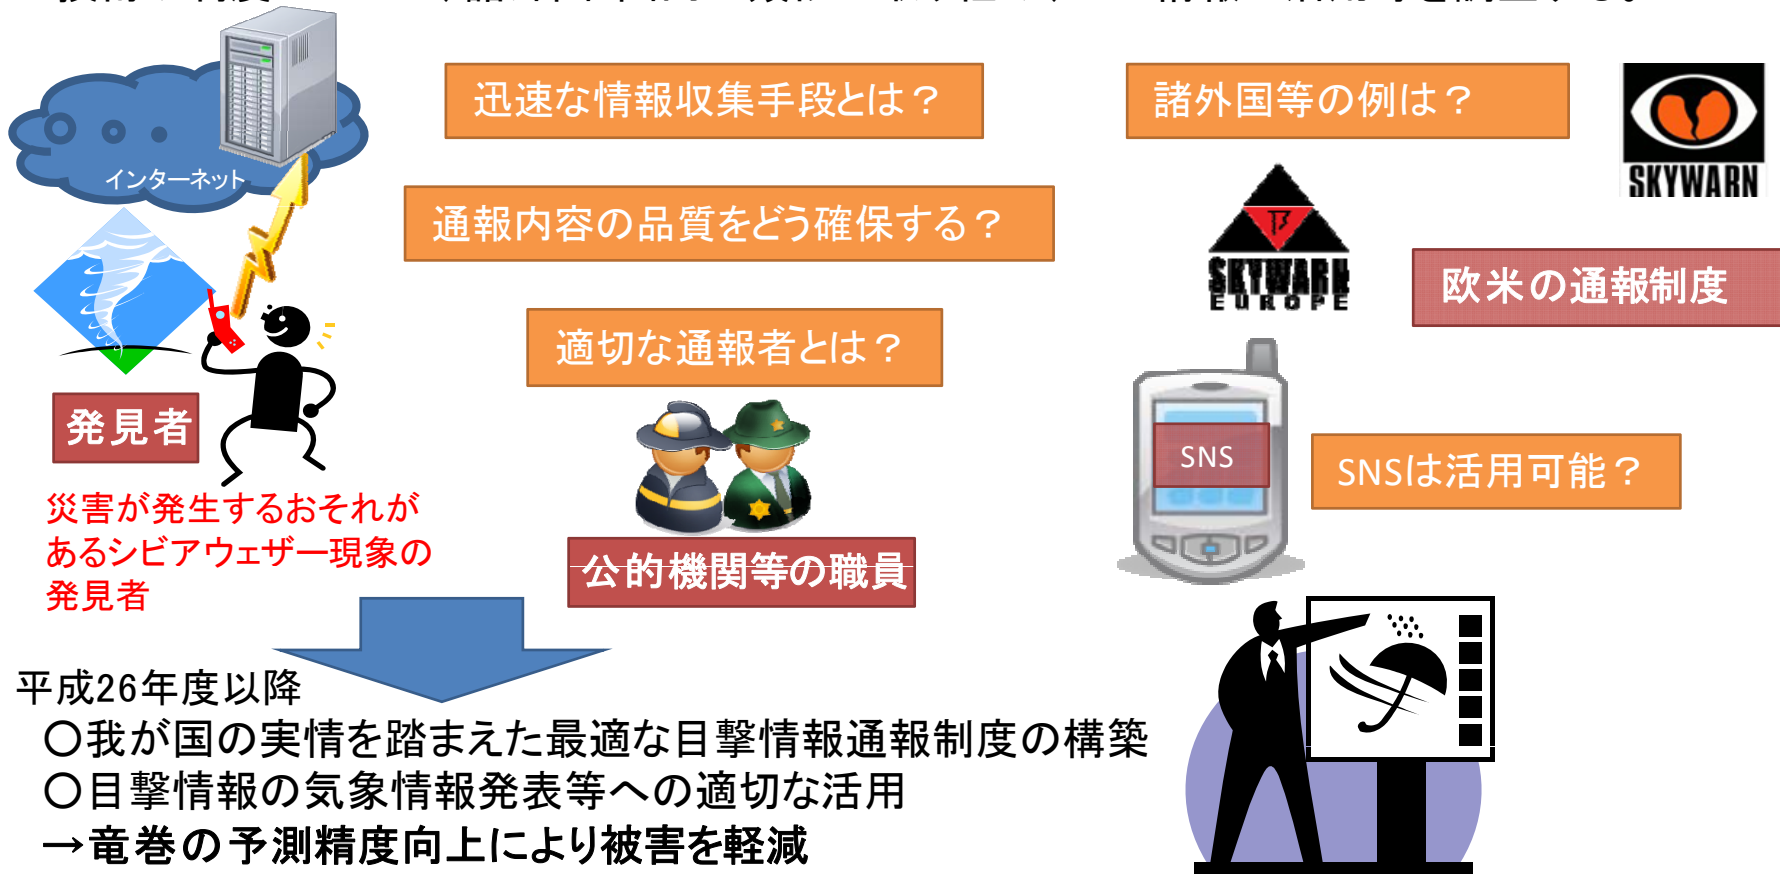 インターネット
迅速な情報収集手段とは？
諸外国等の例は？
SKYWARN
通報内容の品質をどう確保する？
SKYWARN
EUROPE
欧米の通報制度
適切な通報者とは？
発見者
SNS
SNSは活用可能？
災害が発生するおそれが
あるシビアウェザー現象の
発見者
公的機関等の職員
平成26年度以降
○我が国の実情を踏まえた最適な目撃情報通報制度の構築
○目撃情報の気象情報発表等への適切な活用
→竜巻の予測精度向上により被害を軽減